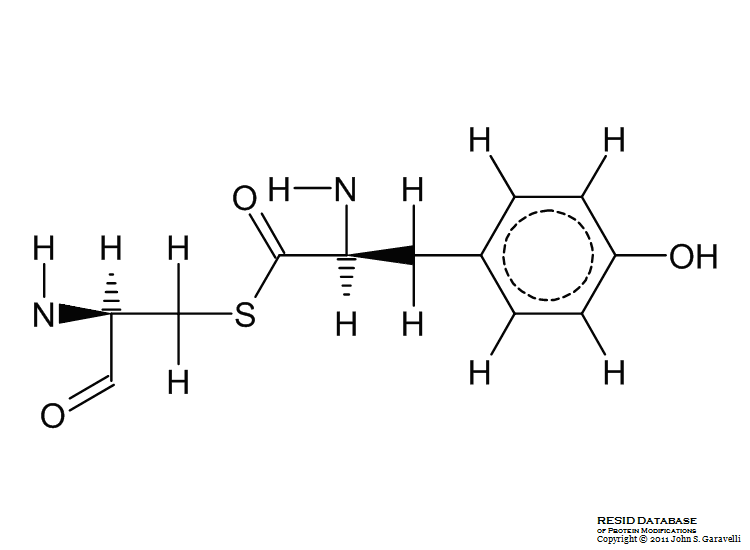 H H
O H N H
H H H OH
N S H H
H H H
O
RESID DATABASE
OF PROTEIN MODIFICATIONS
Copyright © 2011 John S. Garavelli